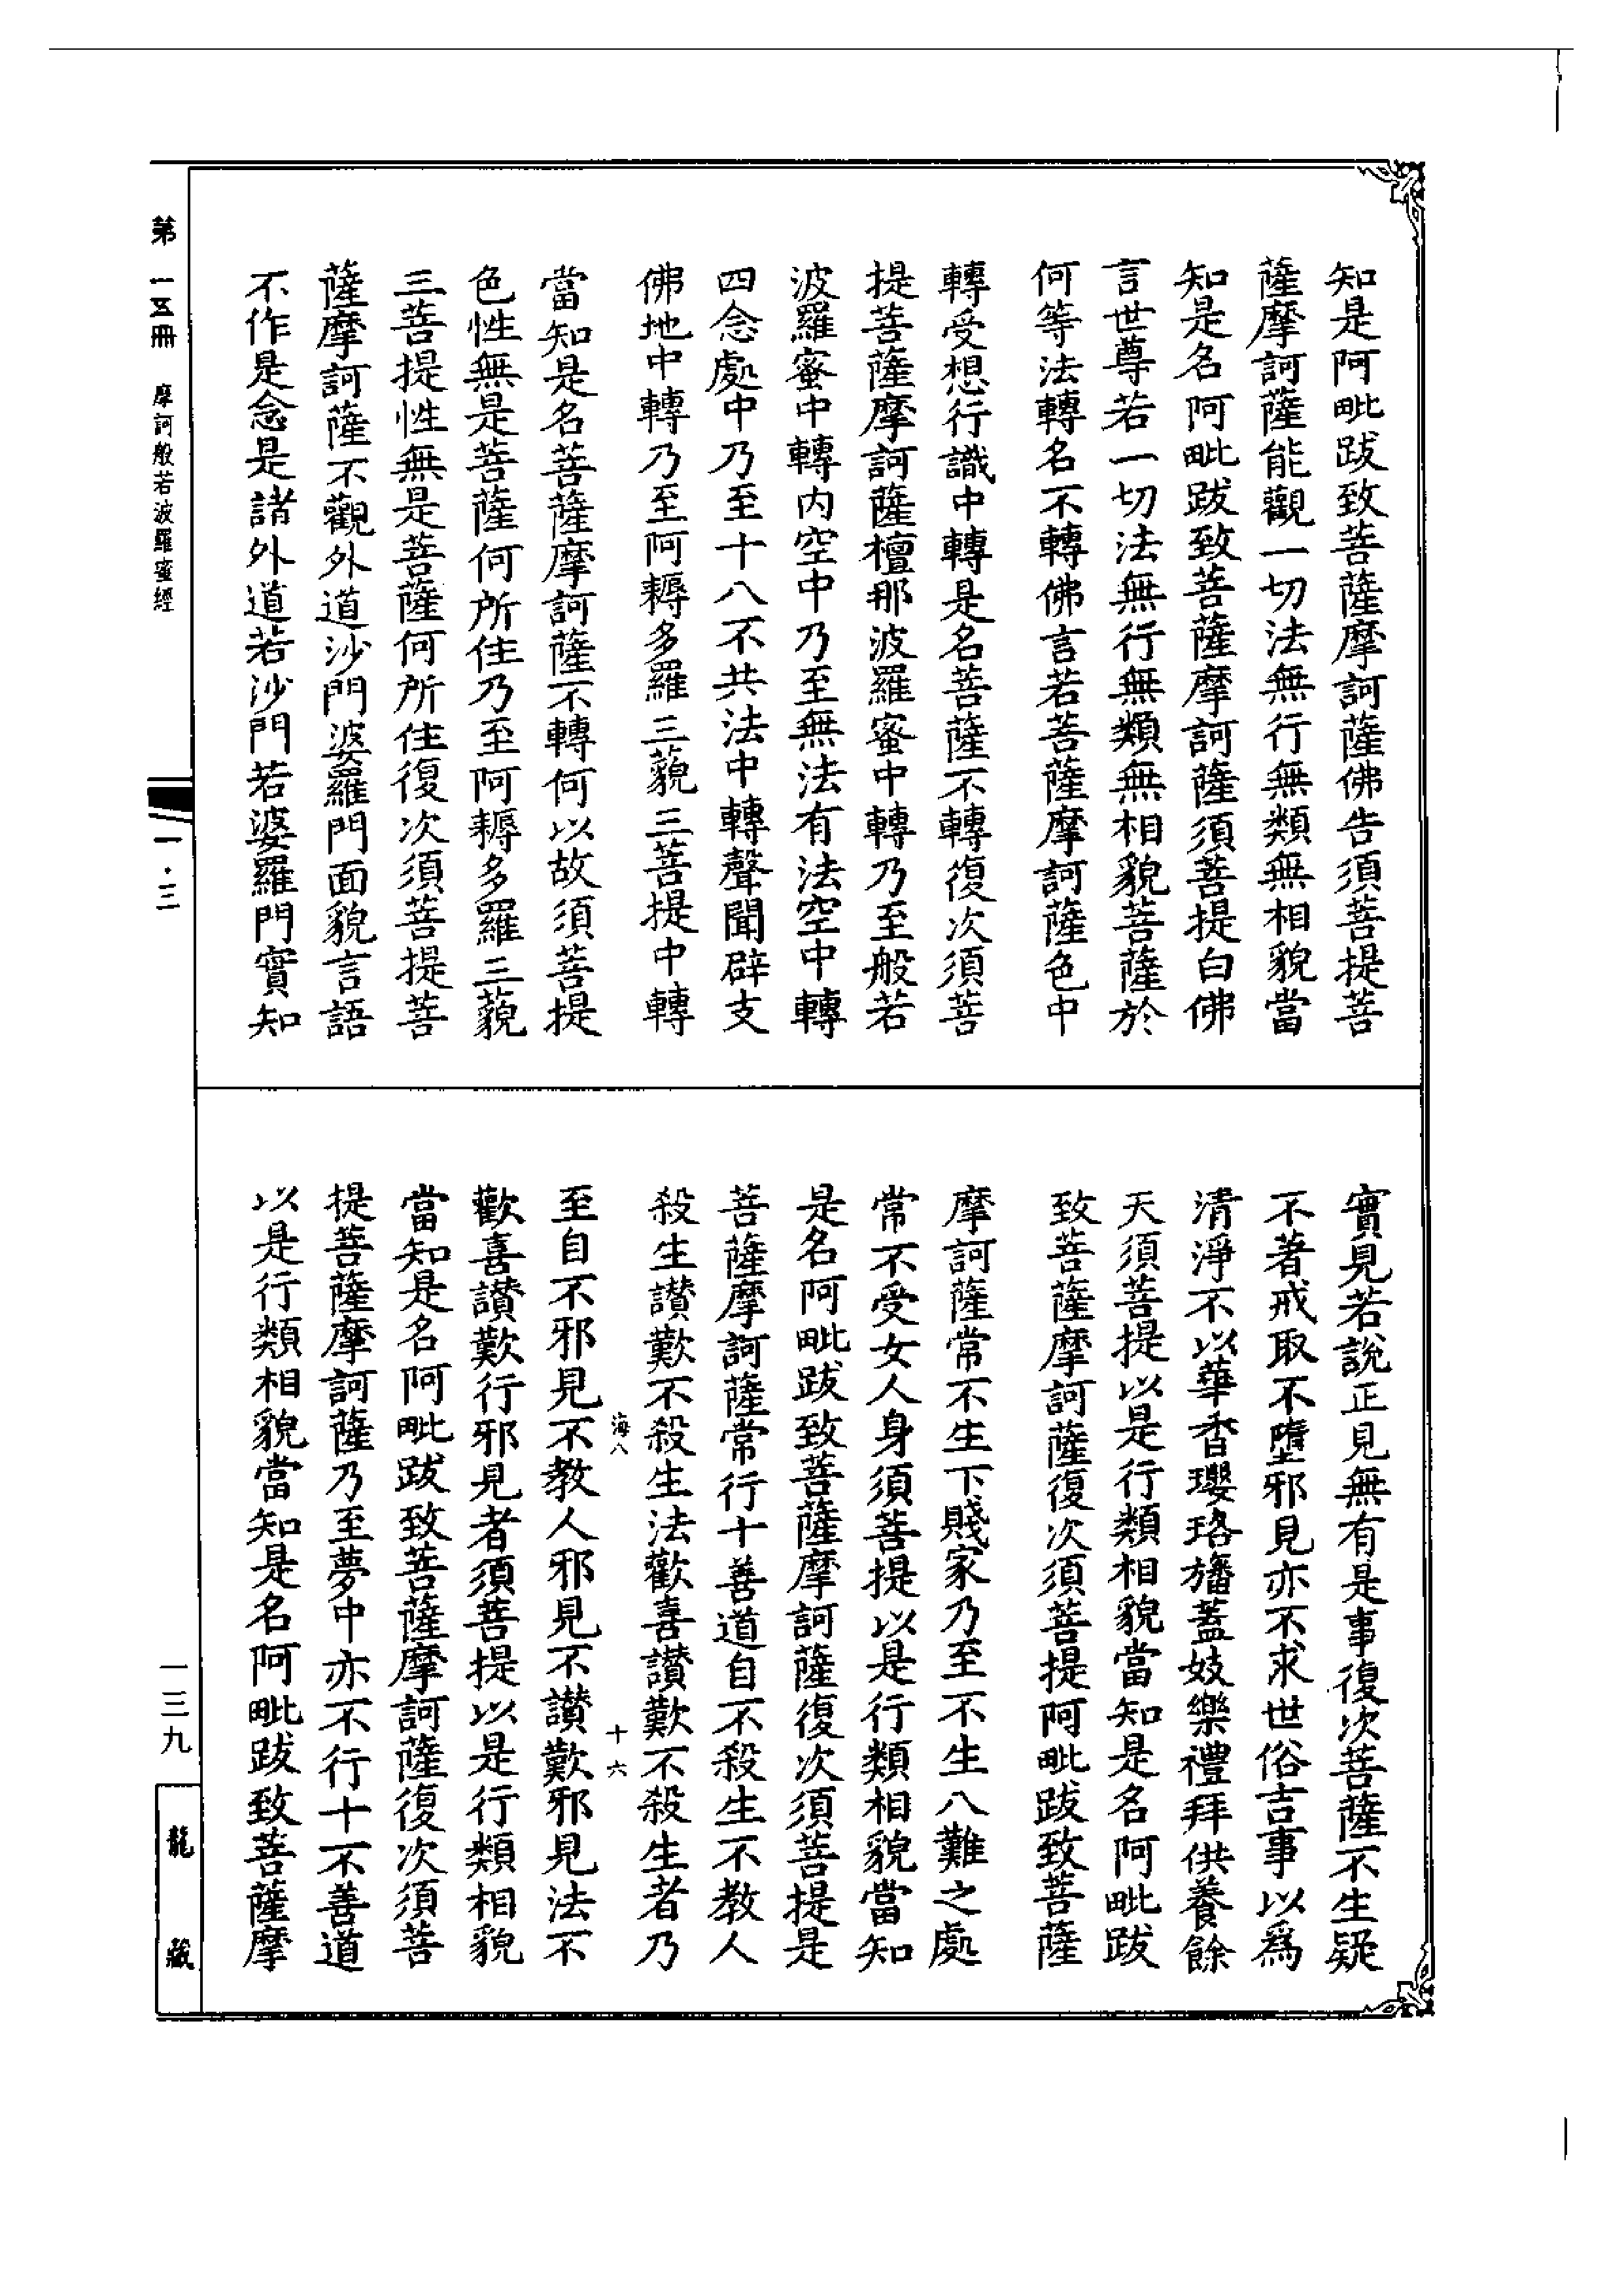 知是阿毗跋致菩薩摩訶薩佛告須菩提菩
薩摩訶薩能觀一切法無行無類無相貌當
知是名阿毗跋致菩薩摩訶薩須菩提白佛
言世尊若一切法無行無類無相貌菩薩於
何等法轉名不轉佛言若菩薩摩訶薩色中
轉受想行識中轉是名菩薩不轉復次須菩
提菩薩摩訶薩檀那波羅蜜中轉乃至般若
波羅蜜中轉内空中乃至無法有法空中轉
四念處中乃至十八不共法中轉聲聞辟支
佛地中轉乃至阿耨多羅三藐三菩提中轉
當知是名菩薩摩訶薩不轉何以故須菩提
色性無是菩薩何所住乃至阿耨多羅三藐
三菩提性無是菩薩何所住復次須菩提菩
薩摩訶薩不觀外道沙門婆羅門面貌言語
不作是念是諸外道若沙門若婆羅門實知
實見若說正見無有是事復次菩薩不生疑
不著戒取不墮邪見亦不求世俗吉事以為
清淨不以華香瓔珞旛蓋妓樂禮拜供養餘
天須菩提以是行類相貌當知是名阿毗跋
致菩薩摩訶薩復次須菩提阿毗跋致菩薩
摩訶薩常不生下賤家乃至不生八難之處
常不受女人身須菩提以是行類相貌當知
是名阿毗跋致菩薩摩訶薩復次須菩提是
菩薩摩訶薩常行十善道自不殺生不教人
殺生讃歎不殺生法歡喜讃歎不殺生者乃
海八 十六
至自不邪見不教人邪見不讃歎邪見法不
歡喜讃歎行邪見者須菩提以是行類相貌
當知是名阿毗跋致菩薩摩訶薩復次須菩
提菩薩摩訶薩乃至夢中亦不行十不善道
以是行類相貌當知是名阿毗跋致菩薩摩
第一五冊 摩訶般若波羅蜜經
一·三
一三九
龍藏